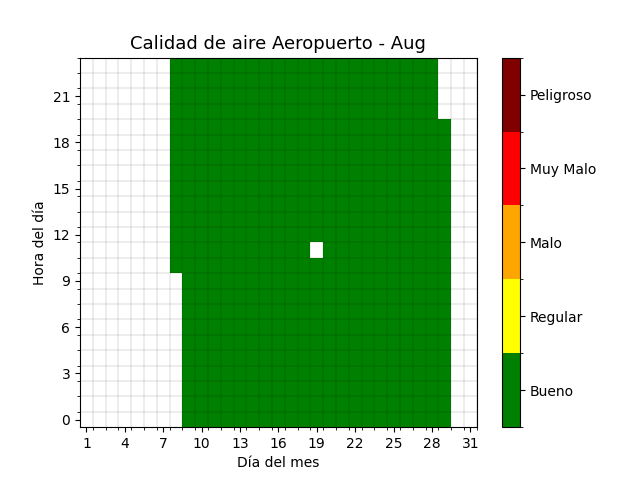 Calidad de aire Aeropuerto - Aug
Hora del día
21
18
15
12
9
6
3
0
1 4 7 10 13 16 19 22 25 28 31
Día del mes
Peligroso
Muy Malo
Malo
Regular
Bueno